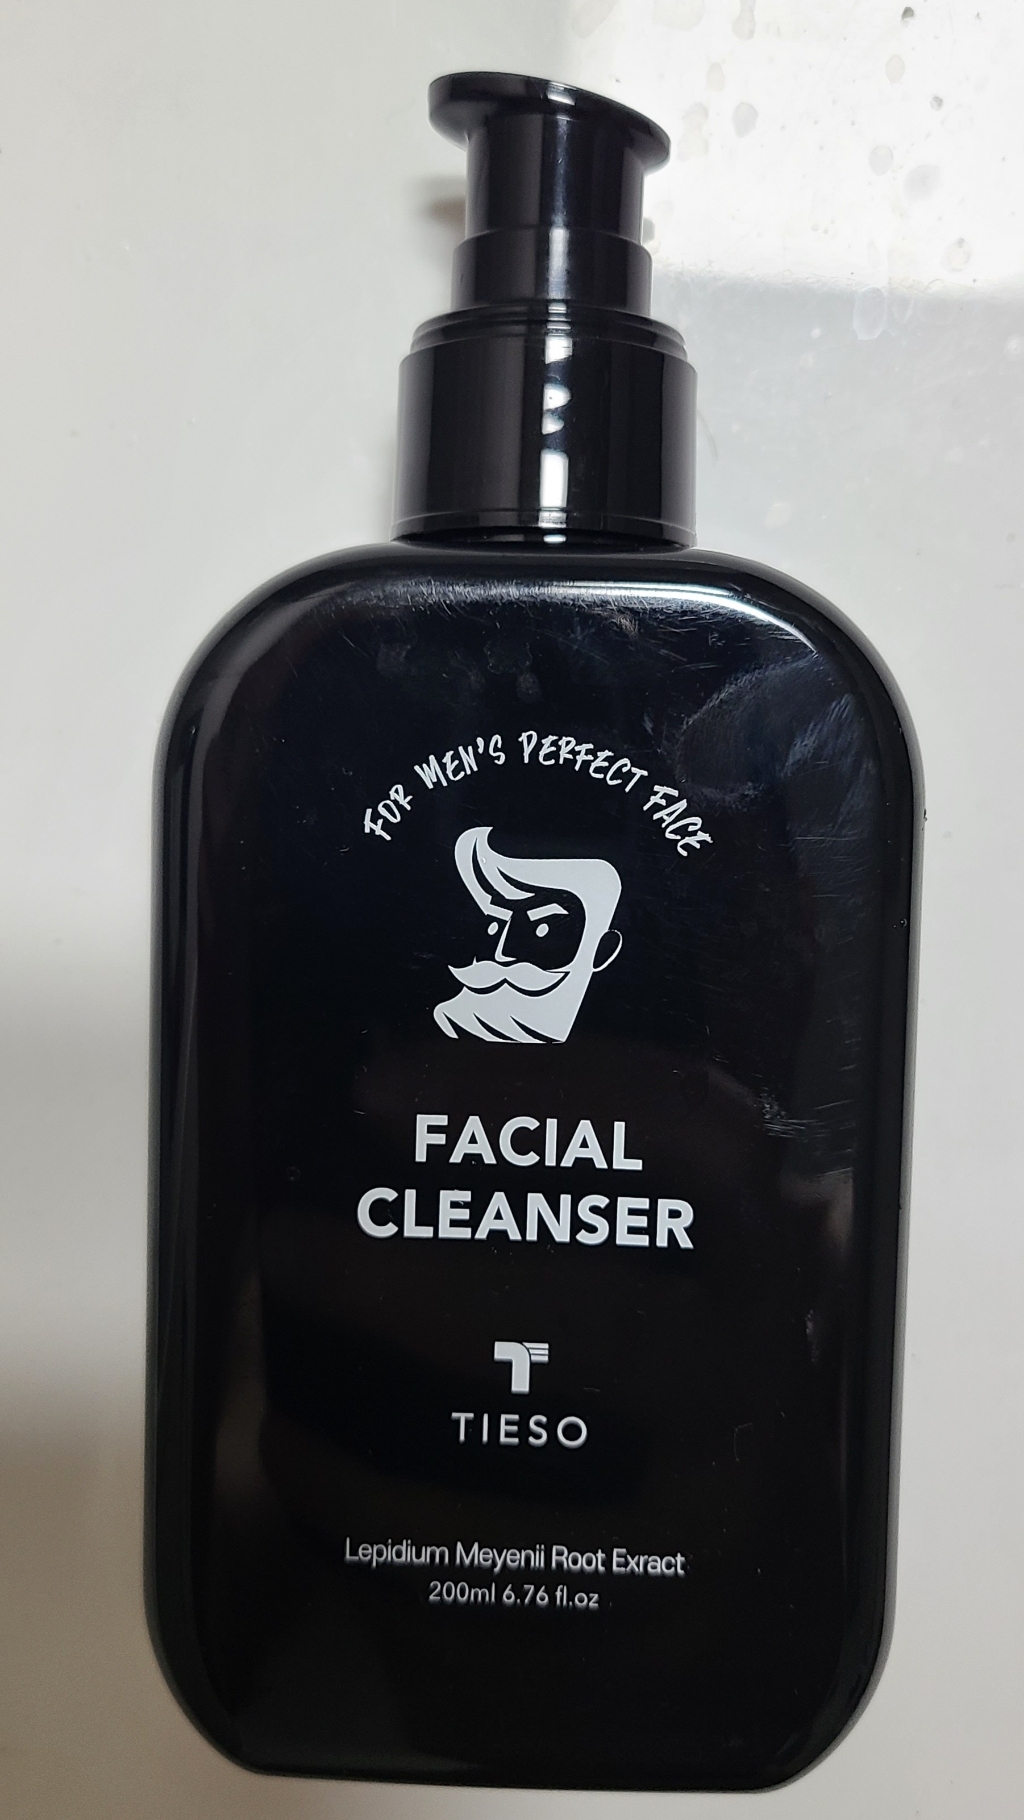 FOR MEN'S PERFECT FACE
FACIAL
CLEANSER
TIESO
Lepidium Meyenii Root Exract
200ml 6.76 fl.oz